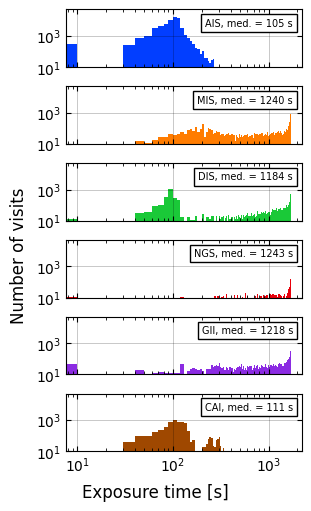 AIS, med. = 105 s
10³
10¹
MIS, med. = 1240 s
10³
10¹
DIS, med. = 1184 s
10³
10¹
NGS, med. = 1243 s
10³
10¹
GII, med. = 1218 s
10³
10¹
CAI, med. = 111 s
10³
10¹
10¹ 10² 10³
Exposure time [s]
Number of visits